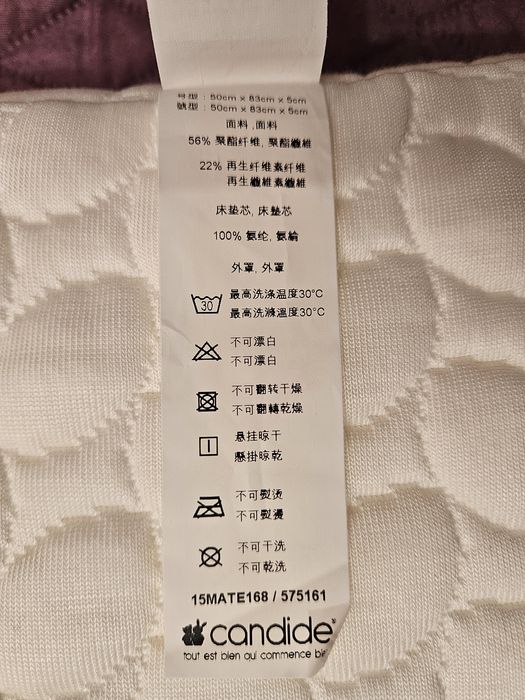 号型 : 50cm x 83cm x 5cm
號型 : 50cm x 83cm x 5cm
面料 ,面料
56% 聚酯纤维, 聚酯纖維
22% 再生纤维素纤维
再生纖維素纖維
床垫芯, 床墊芯
100% 氨纶, 氨綸
外罩, 外罩
30 最高洗涤温度30°C
最高洗滌溫度30°C
不可漂白
不可漂白
不可翻转干燥
不可翻轉乾燥
悬挂晾干
懸掛晾乾
不可熨烫
不可熨燙
不可干洗
不可乾洗
15MATE168 / 575161
candide
tout est bien qui commence